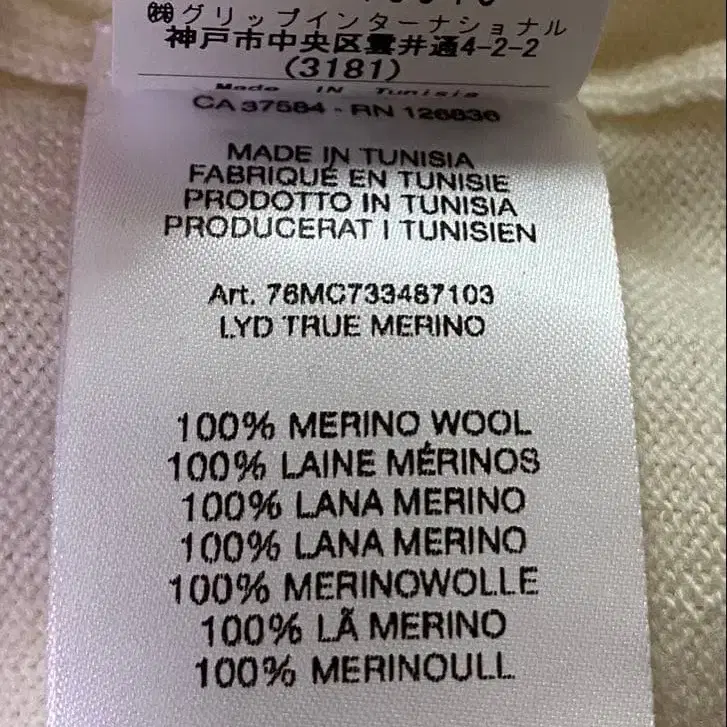 ㈱グリップインターナショナル
神戸市中央区雲井通4-2-2
(3181)
Made IN Tunisia
CA 37584 - RN 126836
MADE IN TUNISIA
FABRIQUÉ EN TUNISIE
PRODOTTO IN TUNISIA
PRODUCERAT I TUNISIEN
Art. 76MC733487103
LYD TRUE MERINO
100% MERINO WOOL
100% LAINE MÉRINOS
100% LANA MERINO
100% LANA MERINO
100% MERINOWOLLE
100% LÃ MERINO
100% MERINOULL